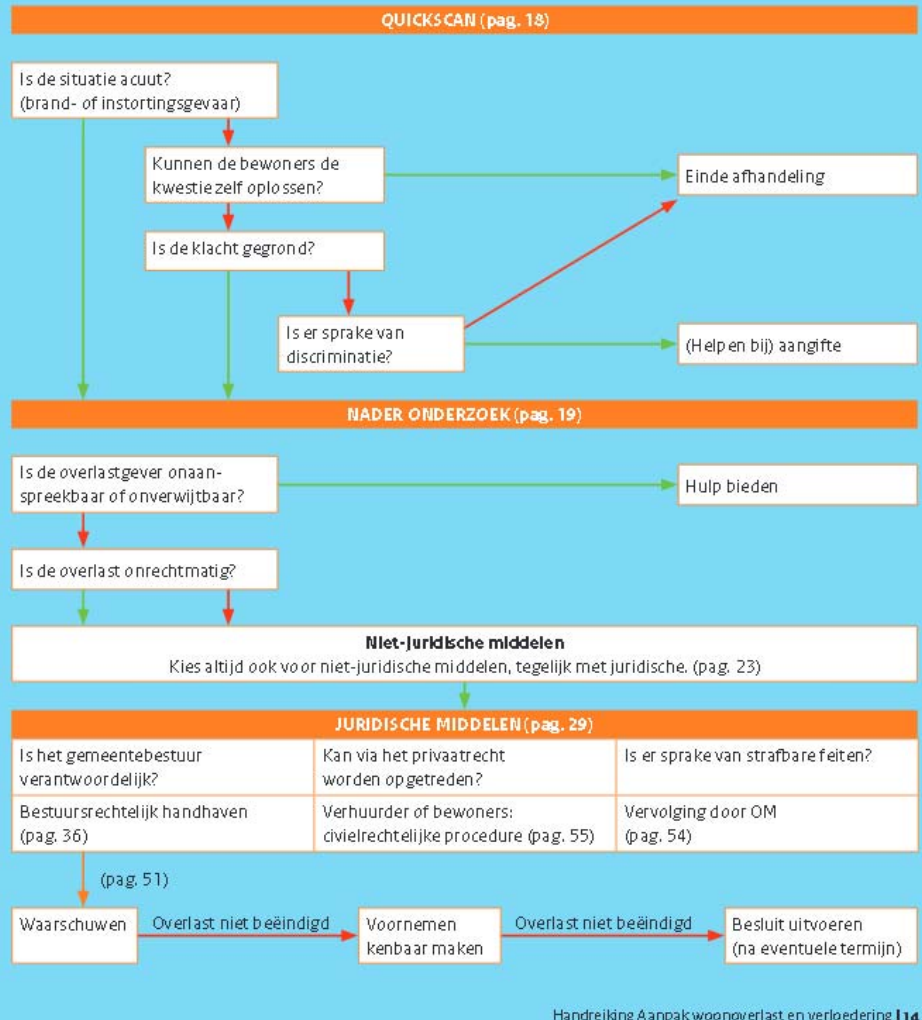 QUICKSCAN (pag. 18)
Is de situatie acuut?
(brand- of instortingsgevaar)
Kunnen de bewoners de
kwestie zelf oplossen?
Einde afhandeling
Is de klacht gegrond?
Is er sprake van
discriminatie?
(Helpen bij) aangifte
NADER ONDERZOEK (pag. 19)
Is de overlastgever onaan-
spreekbaar of onverwijtbaar?
Hulp bieden
Is de overlast onrechtmatig?
Niet-juridische middelen
Kies altijd ook voor niet-juridische middelen, tegelijk met juridische. (pag. 23)
JURIDISCHE MIDDELEN (pag. 29)
Is het gemeentebestuur
verantwoordelijk?
Kan via het privaatrecht
worden opgetreden?
Is er sprake van strafbare feiten?
Bestuursrechtelijk handhaven
(pag. 36)
Verhuurder of bewoners:
civielrechtelijke procedure (pag. 55)
Vervolging door OM
(pag. 54)
(pag. 51)
Waarschuwen
Overlast niet beëindigd
Voornemen
kenbaar maken
Overlast niet beëindigd
Besluit uitvoeren
(na eventuele termijn)
Handreiking Aanpak woonoverlast en verloedering | 14